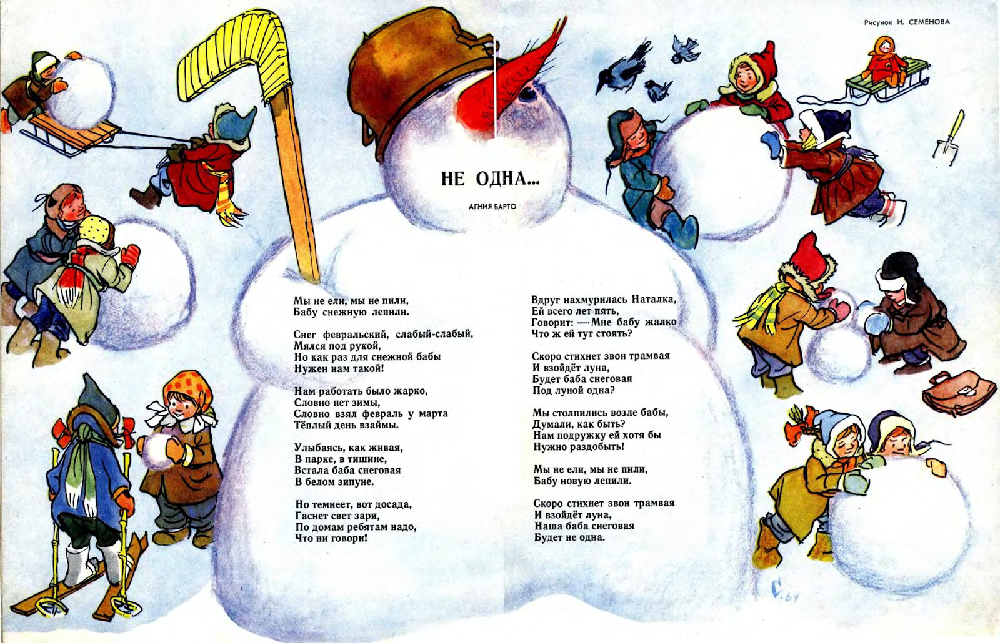 Рисунок И. СЕМЁНОВА
НЕ ОДНА...
АГНИЯ БАРТО
Мы не ели, мы не пили,
Бабу снежную лепили.
Снег февральский, слабый-слабый,
Мялся под рукой,
Но как раз для снежной бабы
Нужен нам такой!
Нам работать было жарко,
Словно нет зимы,
Словно взял февраль у марта
Тёплый день взаймы.
Улыбаясь, как живая,
В парке, в тишине,
Встала баба снеговая
В белом зипуне.
Но темнеет, вот досада,
Гаснет свет зари,
По домам ребятам надо,
Что ни говори!
Вдруг нахмурилась Наталка,
Ей всего лет пять,
Говорит: — Мне бабу жалко
Что ж ей тут стоять?
Скоро стихнет звон трамвая
И взойдёт луна,
Будет баба снеговая
Под луной одна?
Мы столпились возле бабы,
Думали, как быть?
Нам подружку ей хотя бы
Нужно раздобыть!
Мы не ели, мы не пили,
Бабу новую лепили.
Скоро стихнет звон трамвая
И взойдёт луна,
Наша баба снеговая
Будет не одна.
С. 64